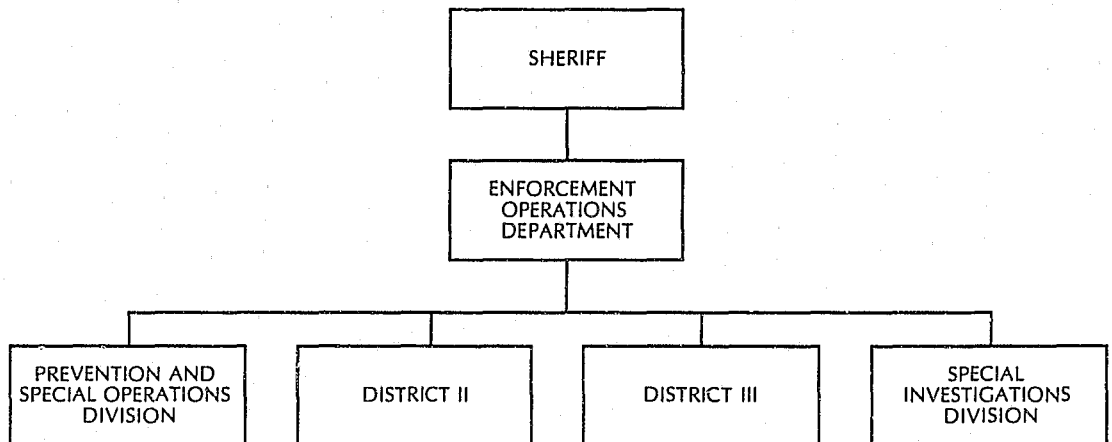 SHERIFF
ENFORCEMENT
OPERATIONS
DEPARTMENT
PREVENTION AND
SPECIAL OPERATIONS
DIVISION
DISTRICT II
DISTRICT III
SPECIAL
INVESTIGATIONS
DIVISION